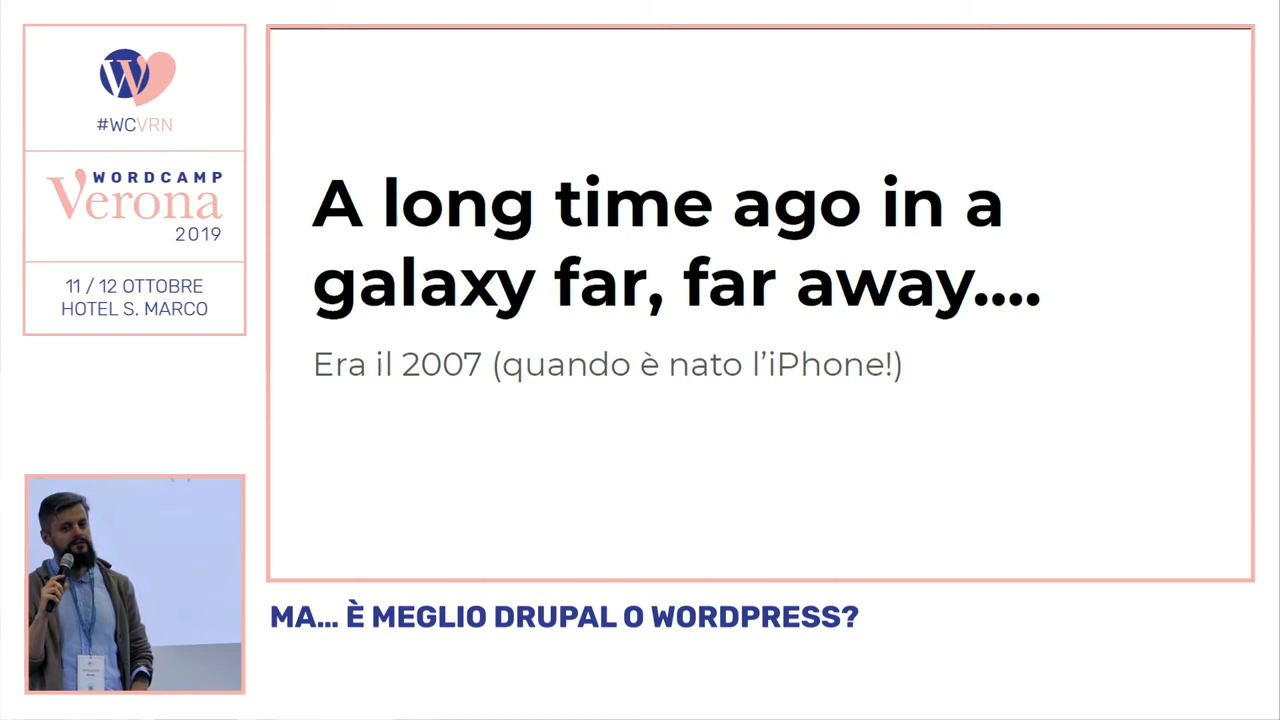 #WCVRN
WORDCAMP
Verona
2019
11 / 12 OTTOBRE
HOTEL S. MARCO
A long time ago in a
galaxy far, far away....
Era il 2007 (quando è nato l’iPhone!)
MA... È MEGLIO DRUPAL O WORDPRESS?